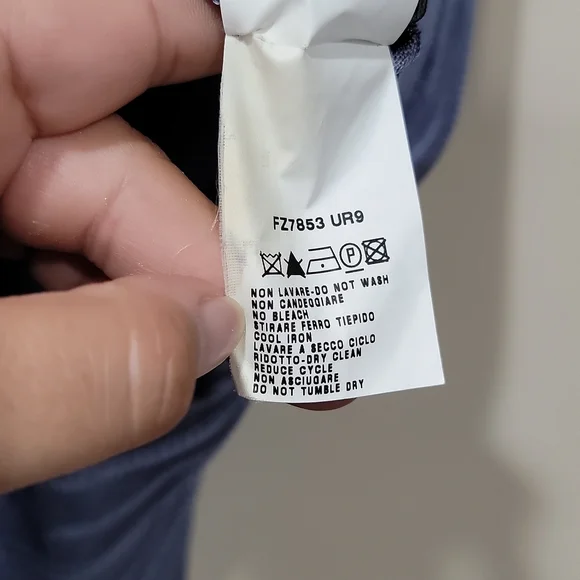 FZ7853 UR9
P
NON LAVARE-DO NOT WASH
NON CANDEGGIARE
NO BLEACH
STIRARE FERRO TIEPIDO
COOL IRON
LAVARE A SECCO CICLO
RIDOTTO-DRY CLEAN
REDUCE CYCLE
NON ASCIUGARE
DO NOT TUMBLE DRY